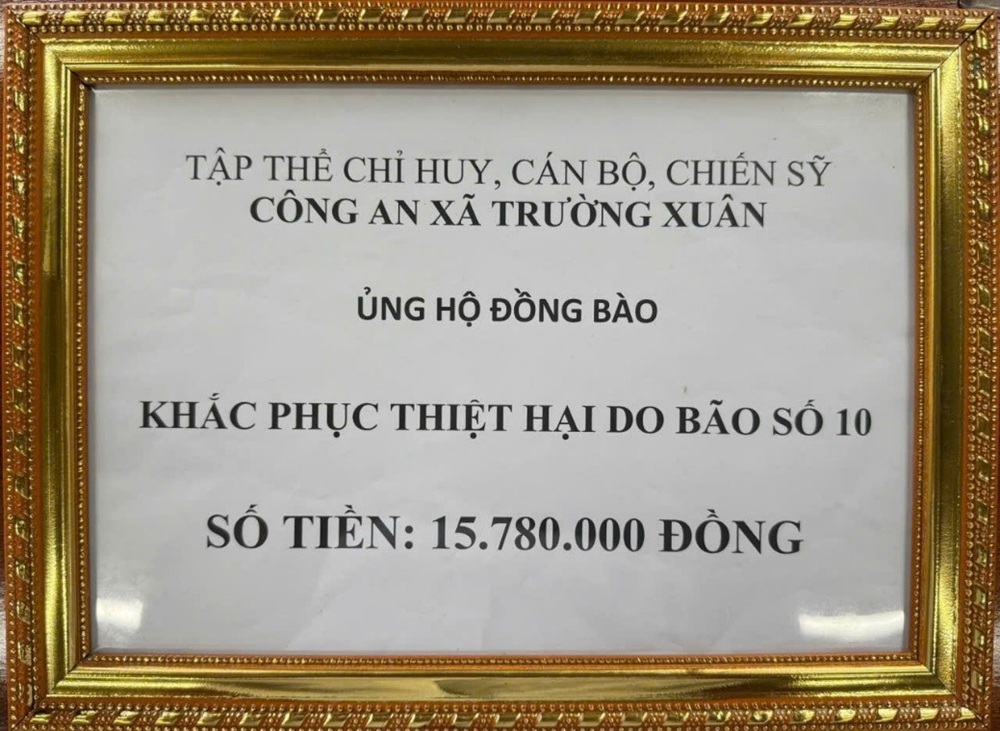 TẬP THỂ CHỈ HUY, CÁN BỘ, CHIẾN SỸ
CÔNG AN XÃ TRƯỜNG XUÂN
ỦNG HỘ ĐỒNG BÀO
KHẮC PHỤC THIỆT HẠI DO BÃO SỐ 10
SỐ TIỀN: 15.780.000 ĐỒNG